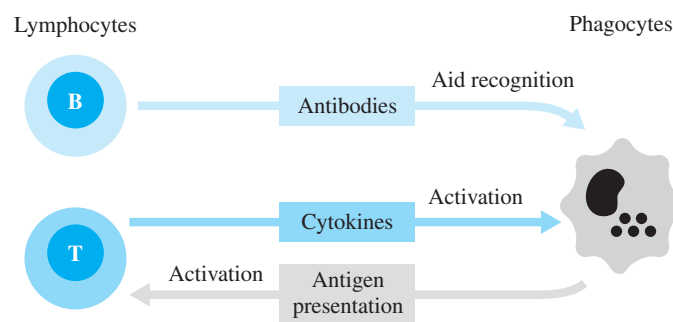 Lymphocytes
Phagocytes
B
Antibodies
Aid recognition
T
Cytokines
Activation
Activation
Antigen
presentation